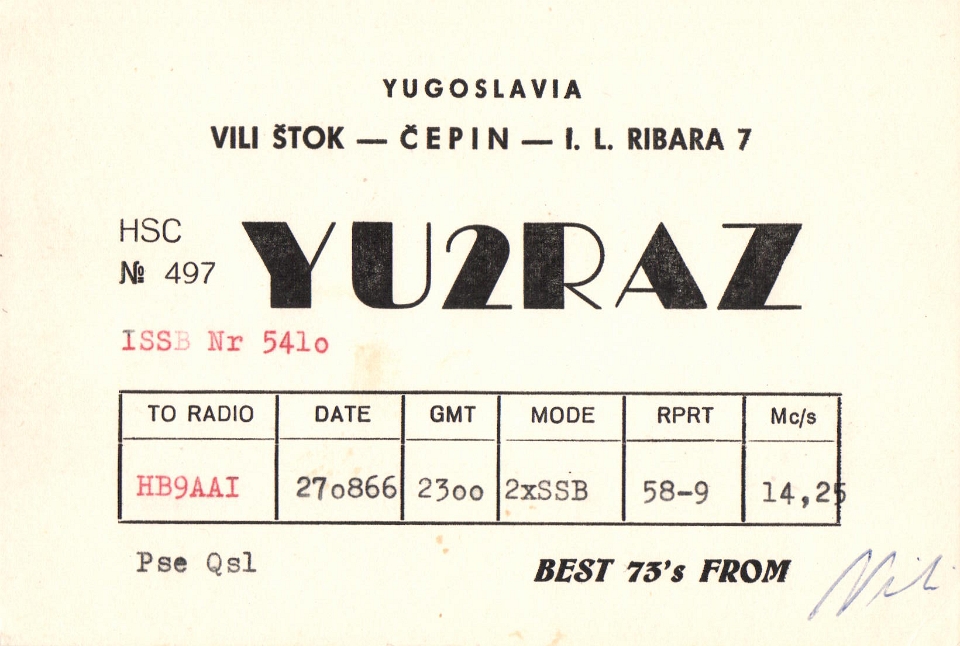 YUGOSLAVIA
VILI ŠTOK — ČEPIN — I. L. RIBARA 7
HSC
№ 497
YU2RAZ
ISSB Nr 541o
TO RADIO DATE GMT MODE RPRT Mc/s
HB9AAI 27o866 23oo 2xSSB 58-9 14,25
Pse Qsl
BEST 73's FROM Vili